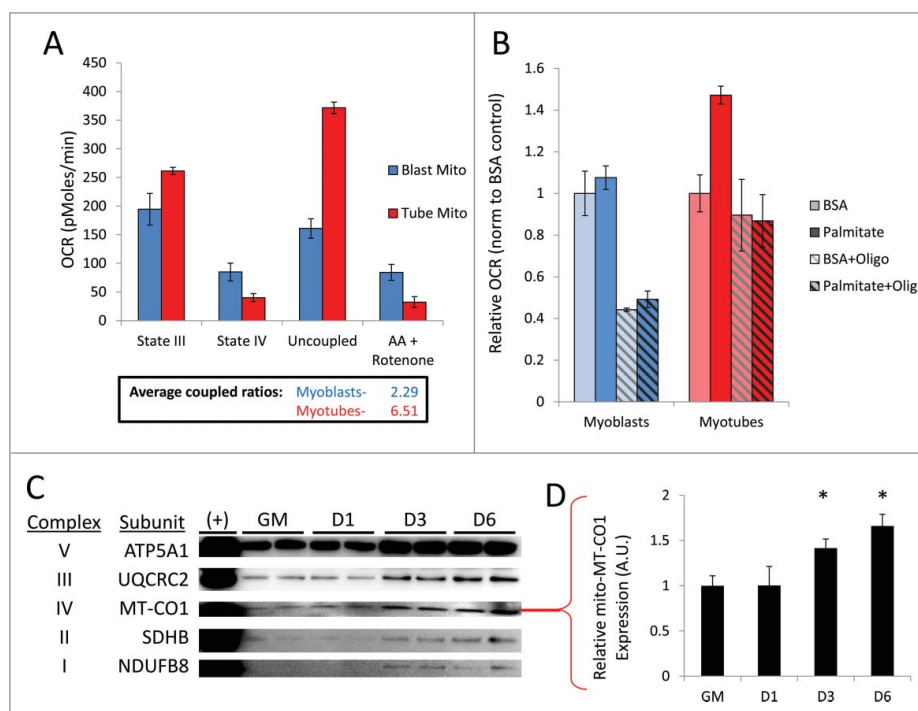 A
OCR (pMoles/min)
450
400
350
300
250
200
150
100
50
0
State III
State IV
Uncoupled
AA +
Rotenone
Blast Mito
Tube Mito
Average coupled ratios:
Myoblasts- 2.29
Myotubes- 6.51
B
Relative OCR (norm to BSA control)
1.6
1.4
1.2
1
0.8
0.6
0.4
0.2
0
Myoblasts
Myotubes
BSA
Palmitate
BSA+Oligo
Palmitate+Olig
C
Complex Subunit (+) GM D1 D3 D6
V ATP5A1
III UQCRC2
IV MT-CO1
II SDHB
I NDUFB8
D
Relative mito-MT-CO1
Expression (A.U.)
2
1.5
1
0.5
0
* *
GM D1 D3 D6